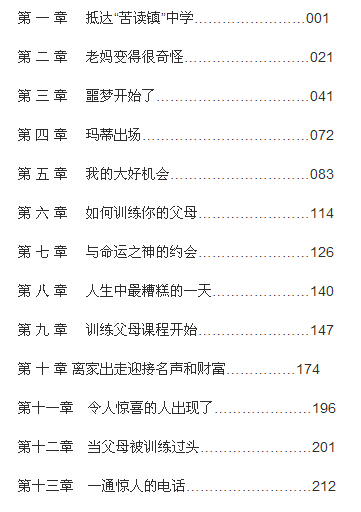 第 一 章 抵达“苦读镇”中学……………………001
第 二 章 老妈变得很奇怪………………………021
第 三 章 噩梦开始了……………………………041
第 四 章 玛蒂出场………………………………072
第 五 章 我的大好机会…………………………083
第 六 章 如何训练你的父母……………………114
第 七 章 与命运之神的约会……………………126
第 八 章 人生中最糟糕的一天…………………140
第 九 章 训练父母课程开始……………………147
第 十 章 离家出走迎接名声和财富……………174
第十一章 令人惊喜的人出现了…………………196
第十二章 当父母被训练过头……………………201
第十三章 一通惊人的电话………………………212